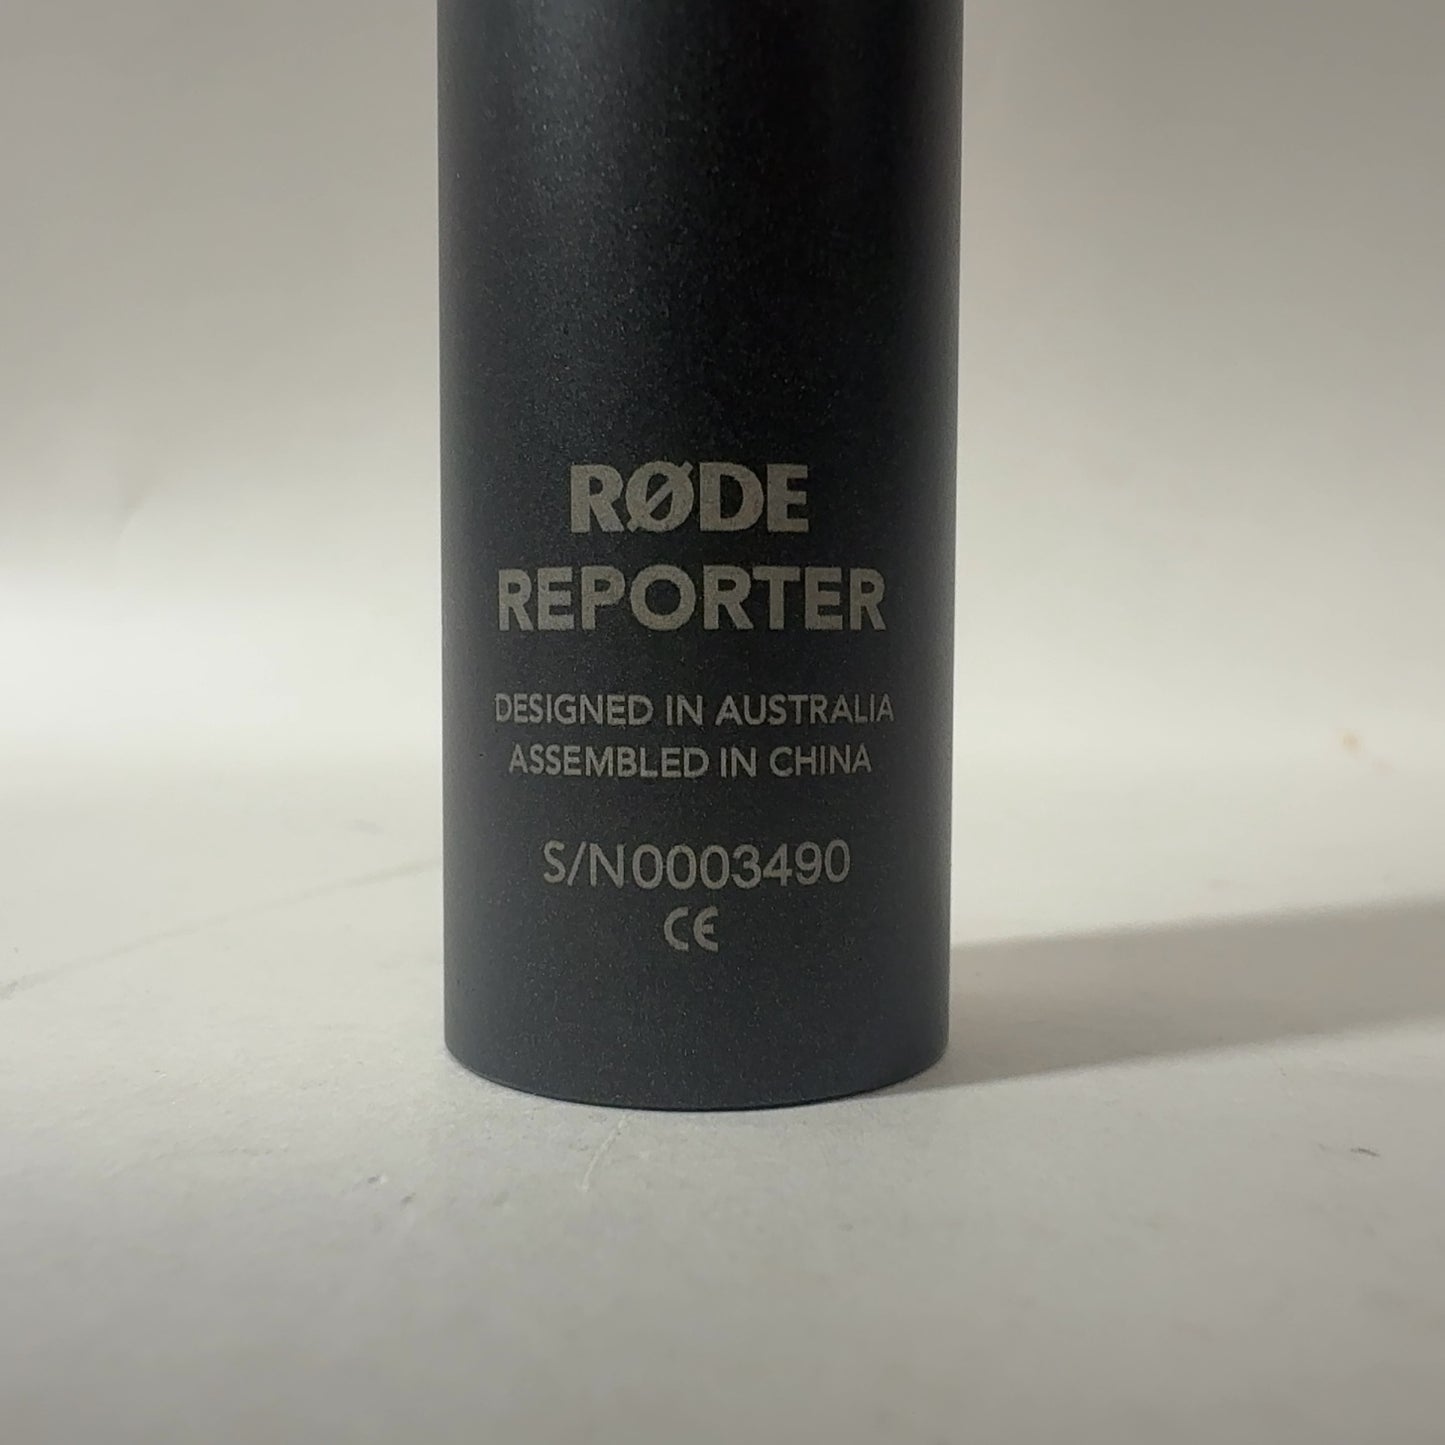 RØDE
REPORTER
DESIGNED IN AUSTRALIA
ASSEMBLED IN CHINA
S/N0003490
CE